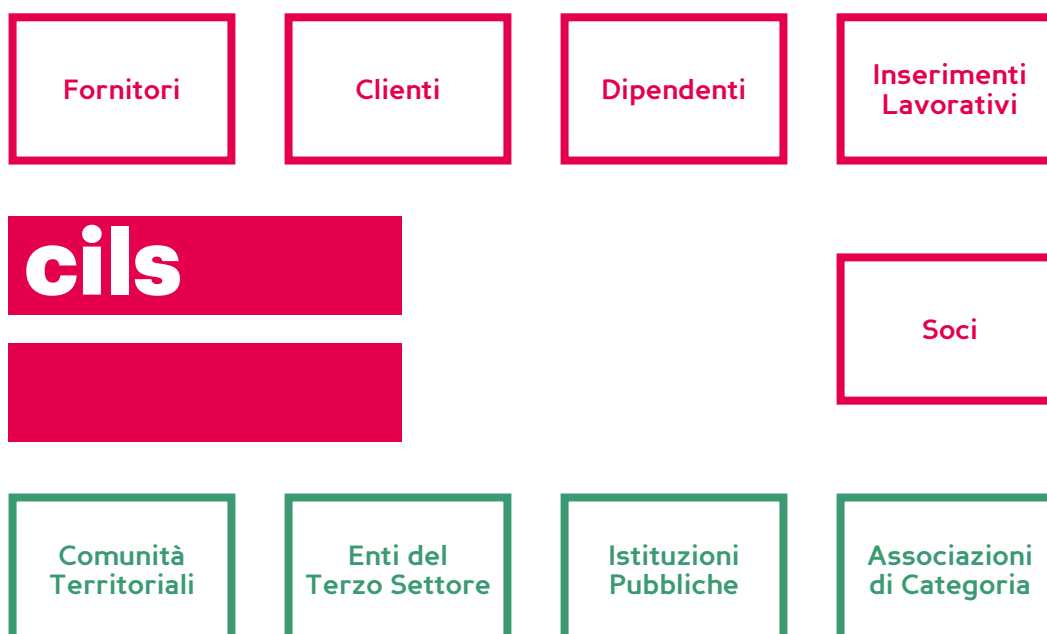 Fornitori
Clienti
Dipendenti
Inserimenti
Lavorativi
cils
Soci
Comunità
Territoriali
Enti del
Terzo Settore
Istituzioni
Pubbliche
Associazioni
di Categoria